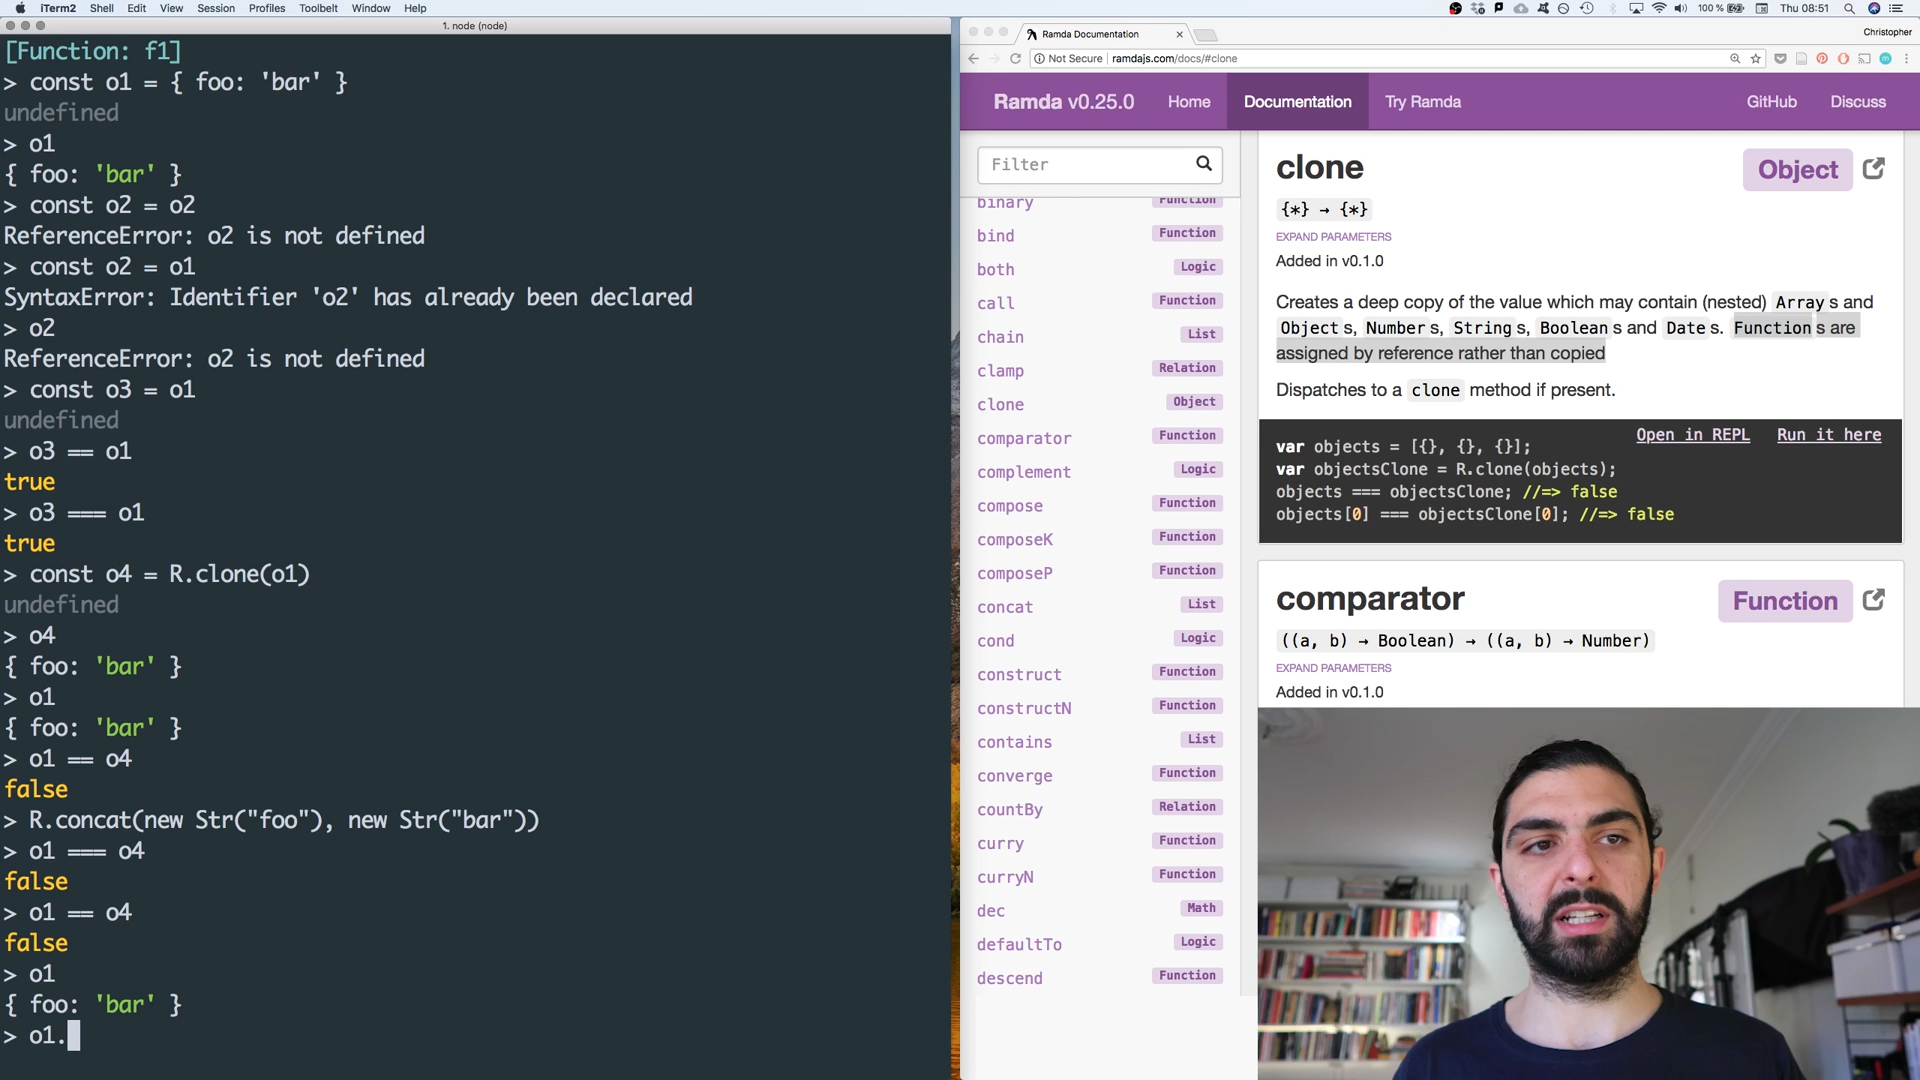 iTerm2 Shell Edit View Session Profiles Toolbelt Window Help
100 % Thu 08:51
1. node (node)
[Function: f1]
> const o1 = { foo: 'bar' }
undefined
> o1
{ foo: 'bar' }
> const o2 = o2
ReferenceError: o2 is not defined
> const o2 = o1
SyntaxError: Identifier 'o2' has already been declared
> o2
ReferenceError: o2 is not defined
> const o3 = o1
undefined
> o3 == o1
true
> o3 === o1
true
> const o4 = R.clone(o1)
undefined
> o4
{ foo: 'bar' }
> o1
{ foo: 'bar' }
> o1 == o4
false
> R.concat(new Str("foo"), new Str("bar"))
> o1 === o4
false
> o1 == o4
false
> o1
{ foo: 'bar' }
> o1.
Ramda Documentation
Christopher
Not Secure ramdajs.com/docs/#clone
Ramda v0.25.0 Home Documentation Try Ramda GitHub Discuss
Filter
binary Function
bind Function
both Logic
call Function
chain List
clamp Relation
clone Object
comparator Function
complement Logic
compose Function
composeK Function
composeP Function
concat List
cond Logic
construct Function
constructN Function
contains List
converge Function
countBy Relation
curry Function
curryN Function
dec Math
defaultTo Logic
descend Function
clone Object
{*} → {*}
EXPAND PARAMETERS
Added in v0.1.0
Creates a deep copy of the value which may contain (nested) Array s and
Object s, Number s, String s, Boolean s and Date s. Function s are
assigned by reference rather than copied
Dispatches to a clone method if present.
Open in REPL Run it here
var objects = [{}, {}, {}];
var objectsClone = R.clone(objects);
objects === objectsClone; //=> false
objects[0] === objectsClone[0]; //=> false
comparator Function
((a, b) → Boolean) → ((a, b) → Number)
EXPAND PARAMETERS
Added in v0.1.0